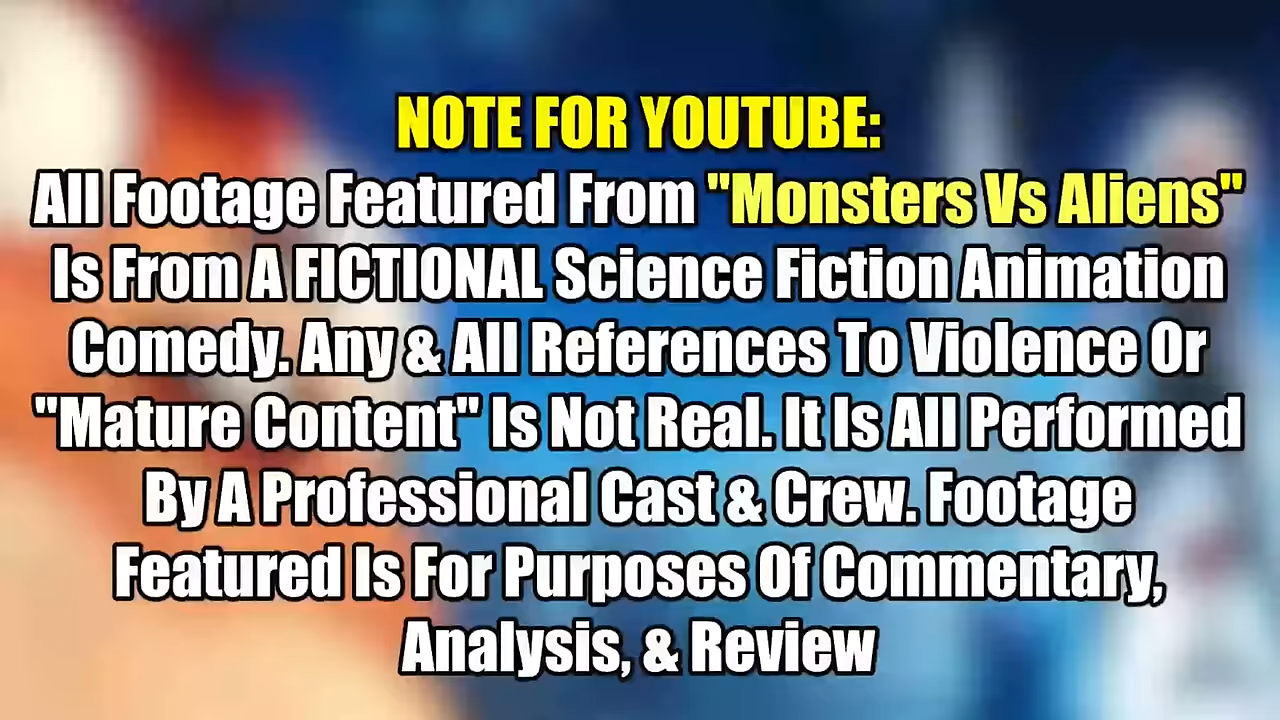 NOTE FOR YOUTUBE:
All Footage Featured From "Monsters Vs Aliens"
Is From A FICTIONAL Science Fiction Animation
Comedy. Any & All References To Violence Or
"Mature Content" Is Not Real. It Is All Performed
By A Professional Cast & Crew. Footage
Featured Is For Purposes Of Commentary,
Analysis, & Review